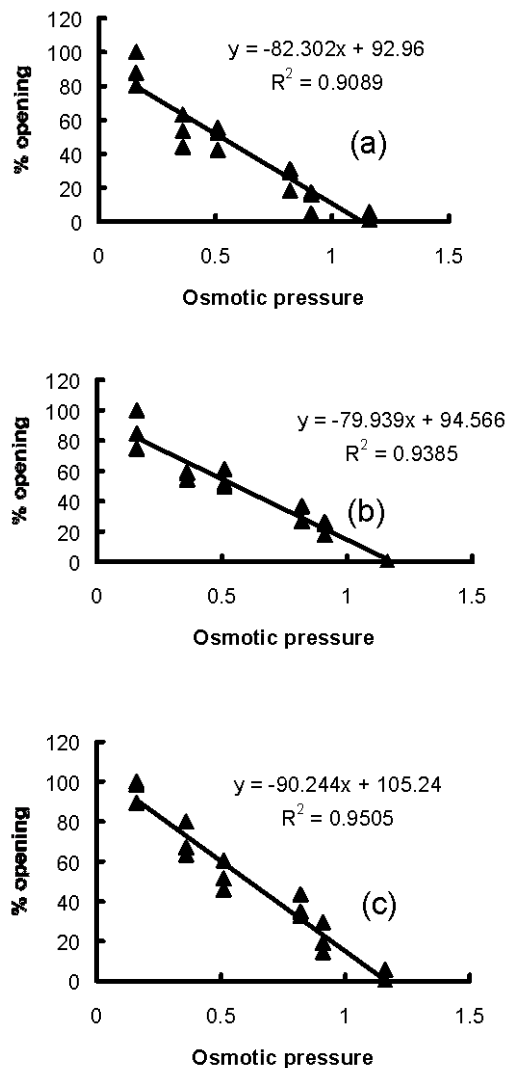 120
100
80
60
40
20
0
% opening
y = -82.302x + 92.96
R² = 0.9089
(a)
0 0.5 1 1.5
Osmotic pressure
120
100
80
60
40
20
0
% opening
y = -79.939x + 94.566
R² = 0.9385
(b)
0 0.5 1 1.5
Osmotic pressure
120
100
80
60
40
20
0
% opening
y = -90.244x + 105.24
R² = 0.9505
(c)
0 0.5 1 1.5
Osmotic pressure